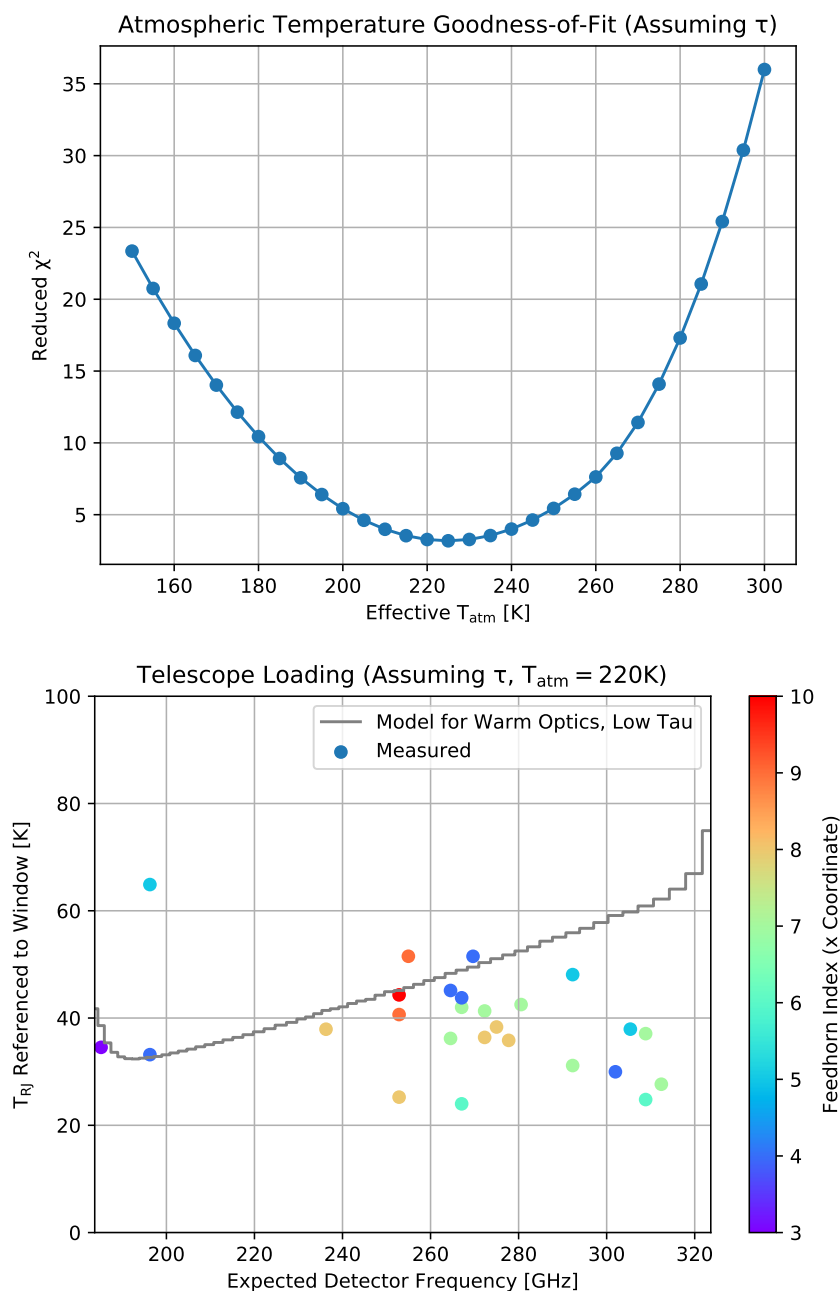 Atmospheric Temperature Goodness-of-Fit (Assuming τ)
35
30
25
20
15
10
5
Reduced χ²
160 180 200 220 240 260 280 300
Effective T_atm [K]
Telescope Loading (Assuming τ, T_atm = 220K)
100
80
60
40
20
0
T_RJ Referenced to Window [K]
Model for Warm Optics, Low Tau
Measured
200 220 240 260 280 300 320
Expected Detector Frequency [GHz]
10
9
8
7
6
5
4
3
Feedhorn Index (x Coordinate)